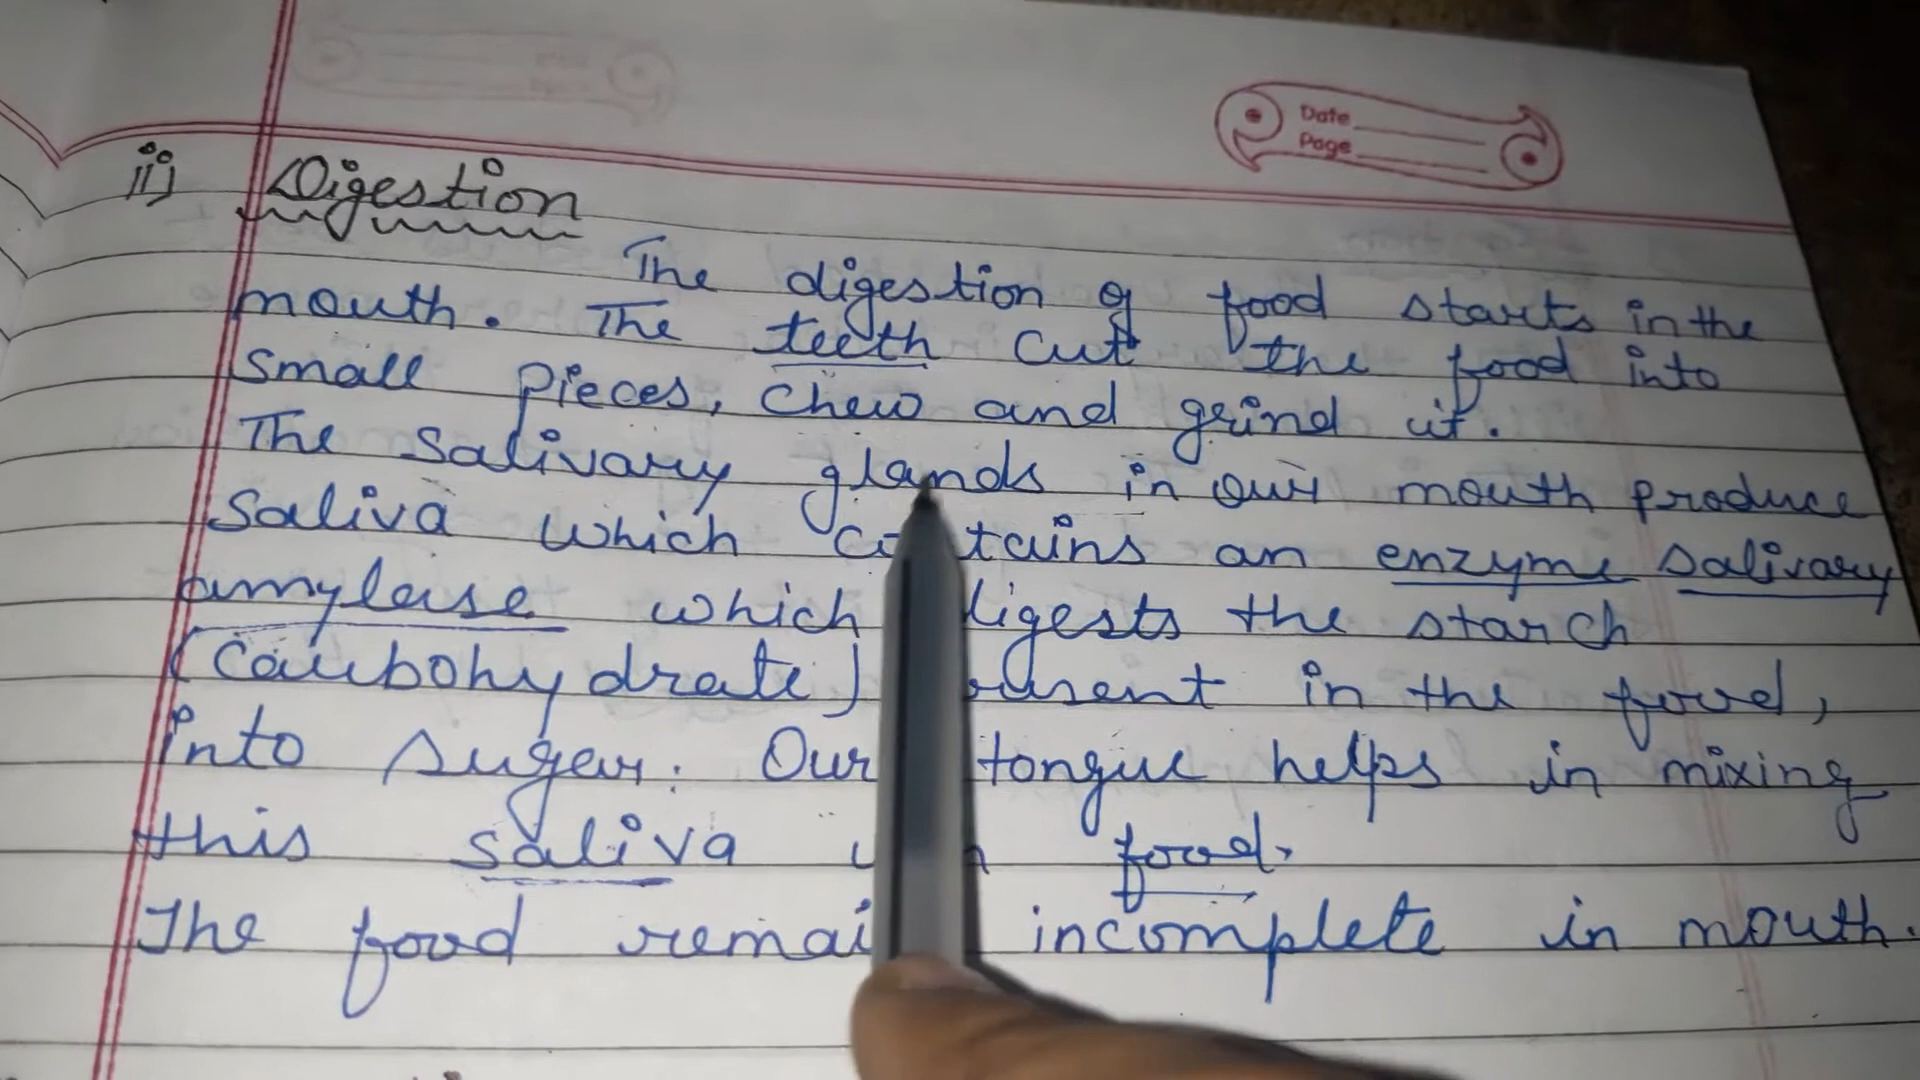 Date
Page
ii) Digestion
The digestion of food starts in the
mouth. The teeth cut the food into
small pieces, chew and grind it.
The salivary glands in our mouth produce
saliva which contains an enzyme salivary
amylase which digests the starch
(carbohydrate) present in the food,
into sugar. Our tongue helps in mixing
this saliva food.
The food remai incomplete in mouth.